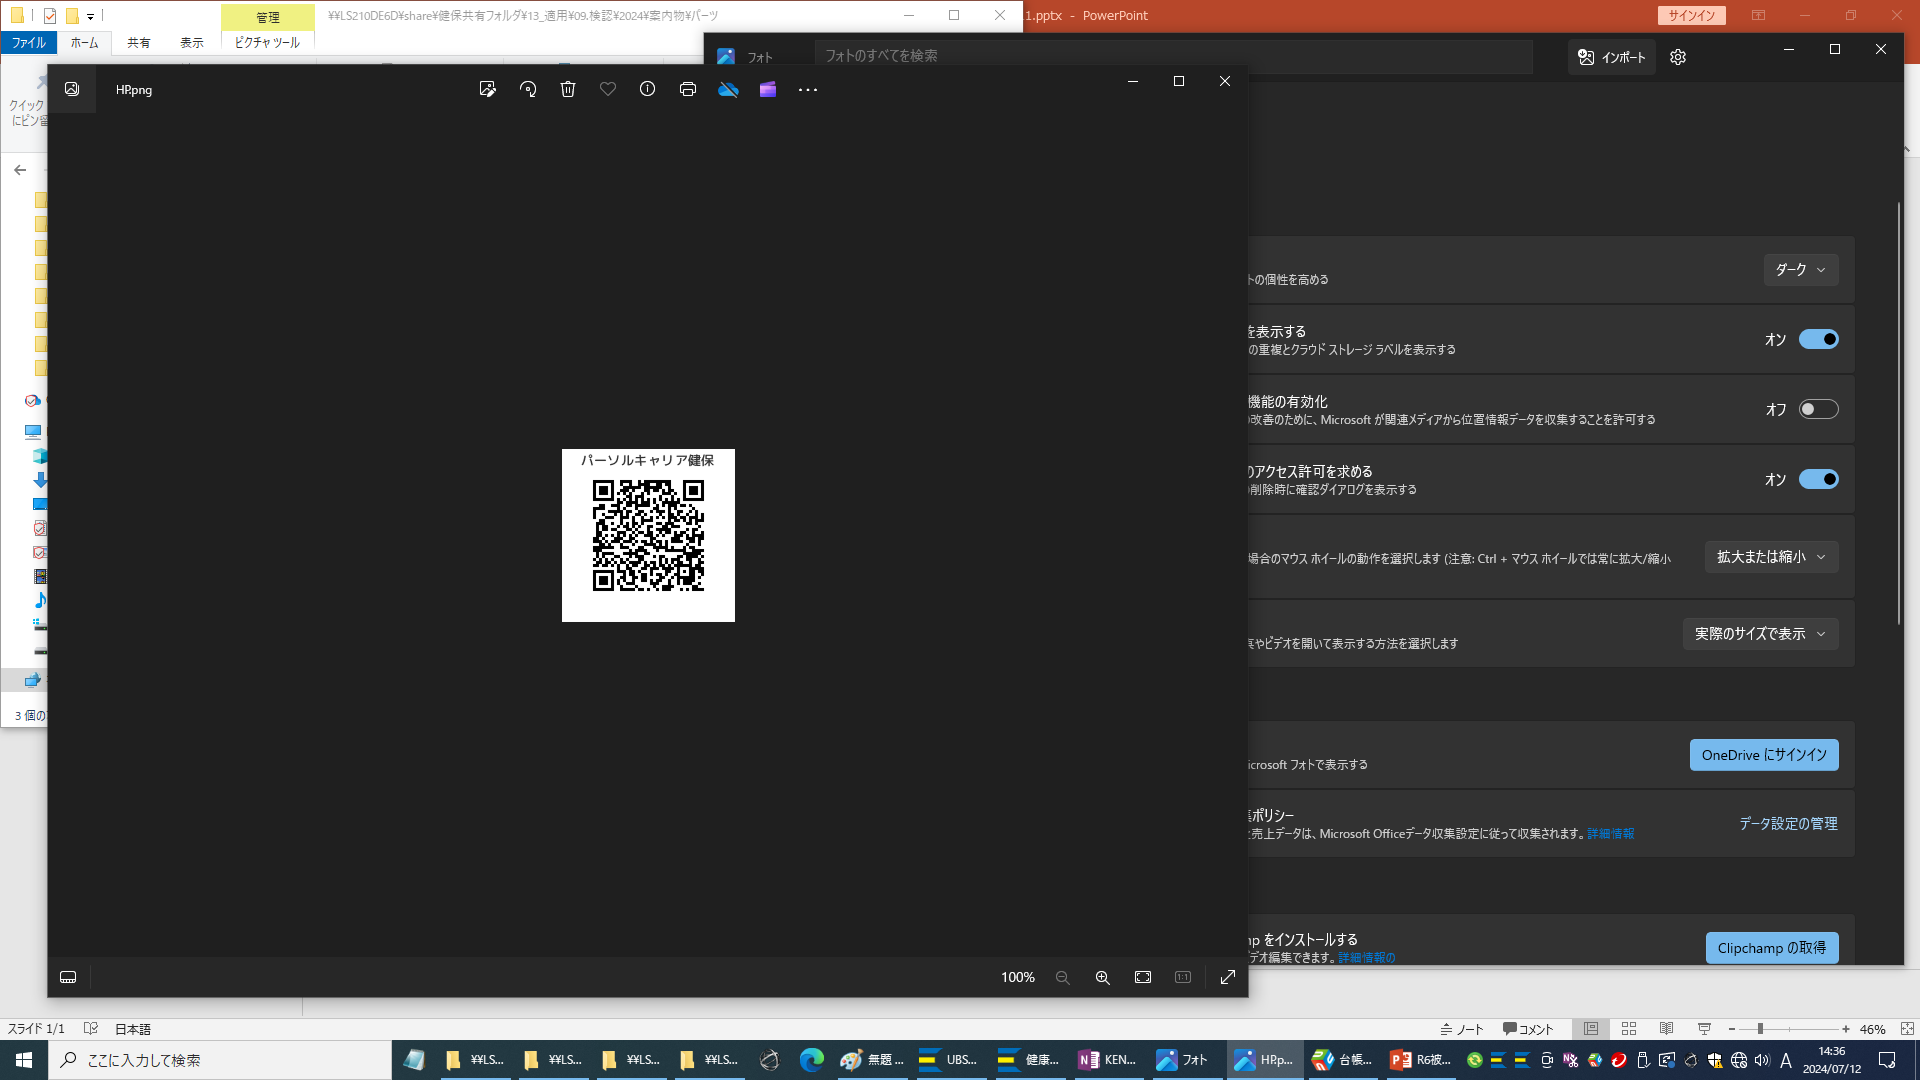 管理
¥¥LS210DE6D¥share¥健保共有フォルダ¥13_適用¥09.検認¥2024¥案内物¥パーツ
1.pptx - PowerPoint
サインイン
ファイル
ホーム
共有
表示
ピクチャ ツール
フォト
フォトのすべてを検索
インポート
HP.png
クイック
にピン留
トの個性を高める
ダーク
を表示する
の重複とクラウド ストレージ ラベルを表示する
オン
機能の有効化
改善のために、Microsoft が関連メディアから位置情報データを収集することを許可する
オフ
のアクセス許可を求める
削除時に確認ダイアログを表示する
オン
場合のマウス ホイールの動作を選択します (注意: Ctrl + マウス ホイールでは常に拡大/縮小
拡大または縮小
真やビデオを開いて表示する方法を選択します
実際のサイズで表示
パーソルキャリア健保
3 個の
icrosoft フォトで表示する
OneDrive にサインイン
集ポリシー
と売上データは、Microsoft Officeデータ収集設定に従って収集されます。詳細情報
データ設定の管理
mp をインストールする
デオ編集できます。詳細情報の
Clipchamp の取得
100%
1:1
スライド 1/1
日本語
ノート
コメント
46%
ここに入力して検索
¥¥LS...
¥¥LS...
¥¥LS...
¥¥LS...
無題 ...
UBS...
健康...
KEN...
フォト
HP.p...
台帳...
R6被...
A
14:36
2024/07/12